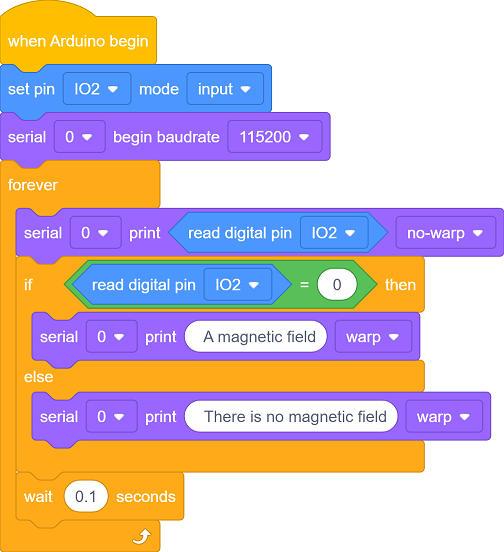 when Arduino begin
set pin IO2 mode input
serial 0 begin baudrate 115200
forever
serial 0 print read digital pin IO2 no-warp
if read digital pin IO2 = 0 then
serial 0 print A magnetic field warp
else
serial 0 print There is no magnetic field warp
wait 0.1 seconds